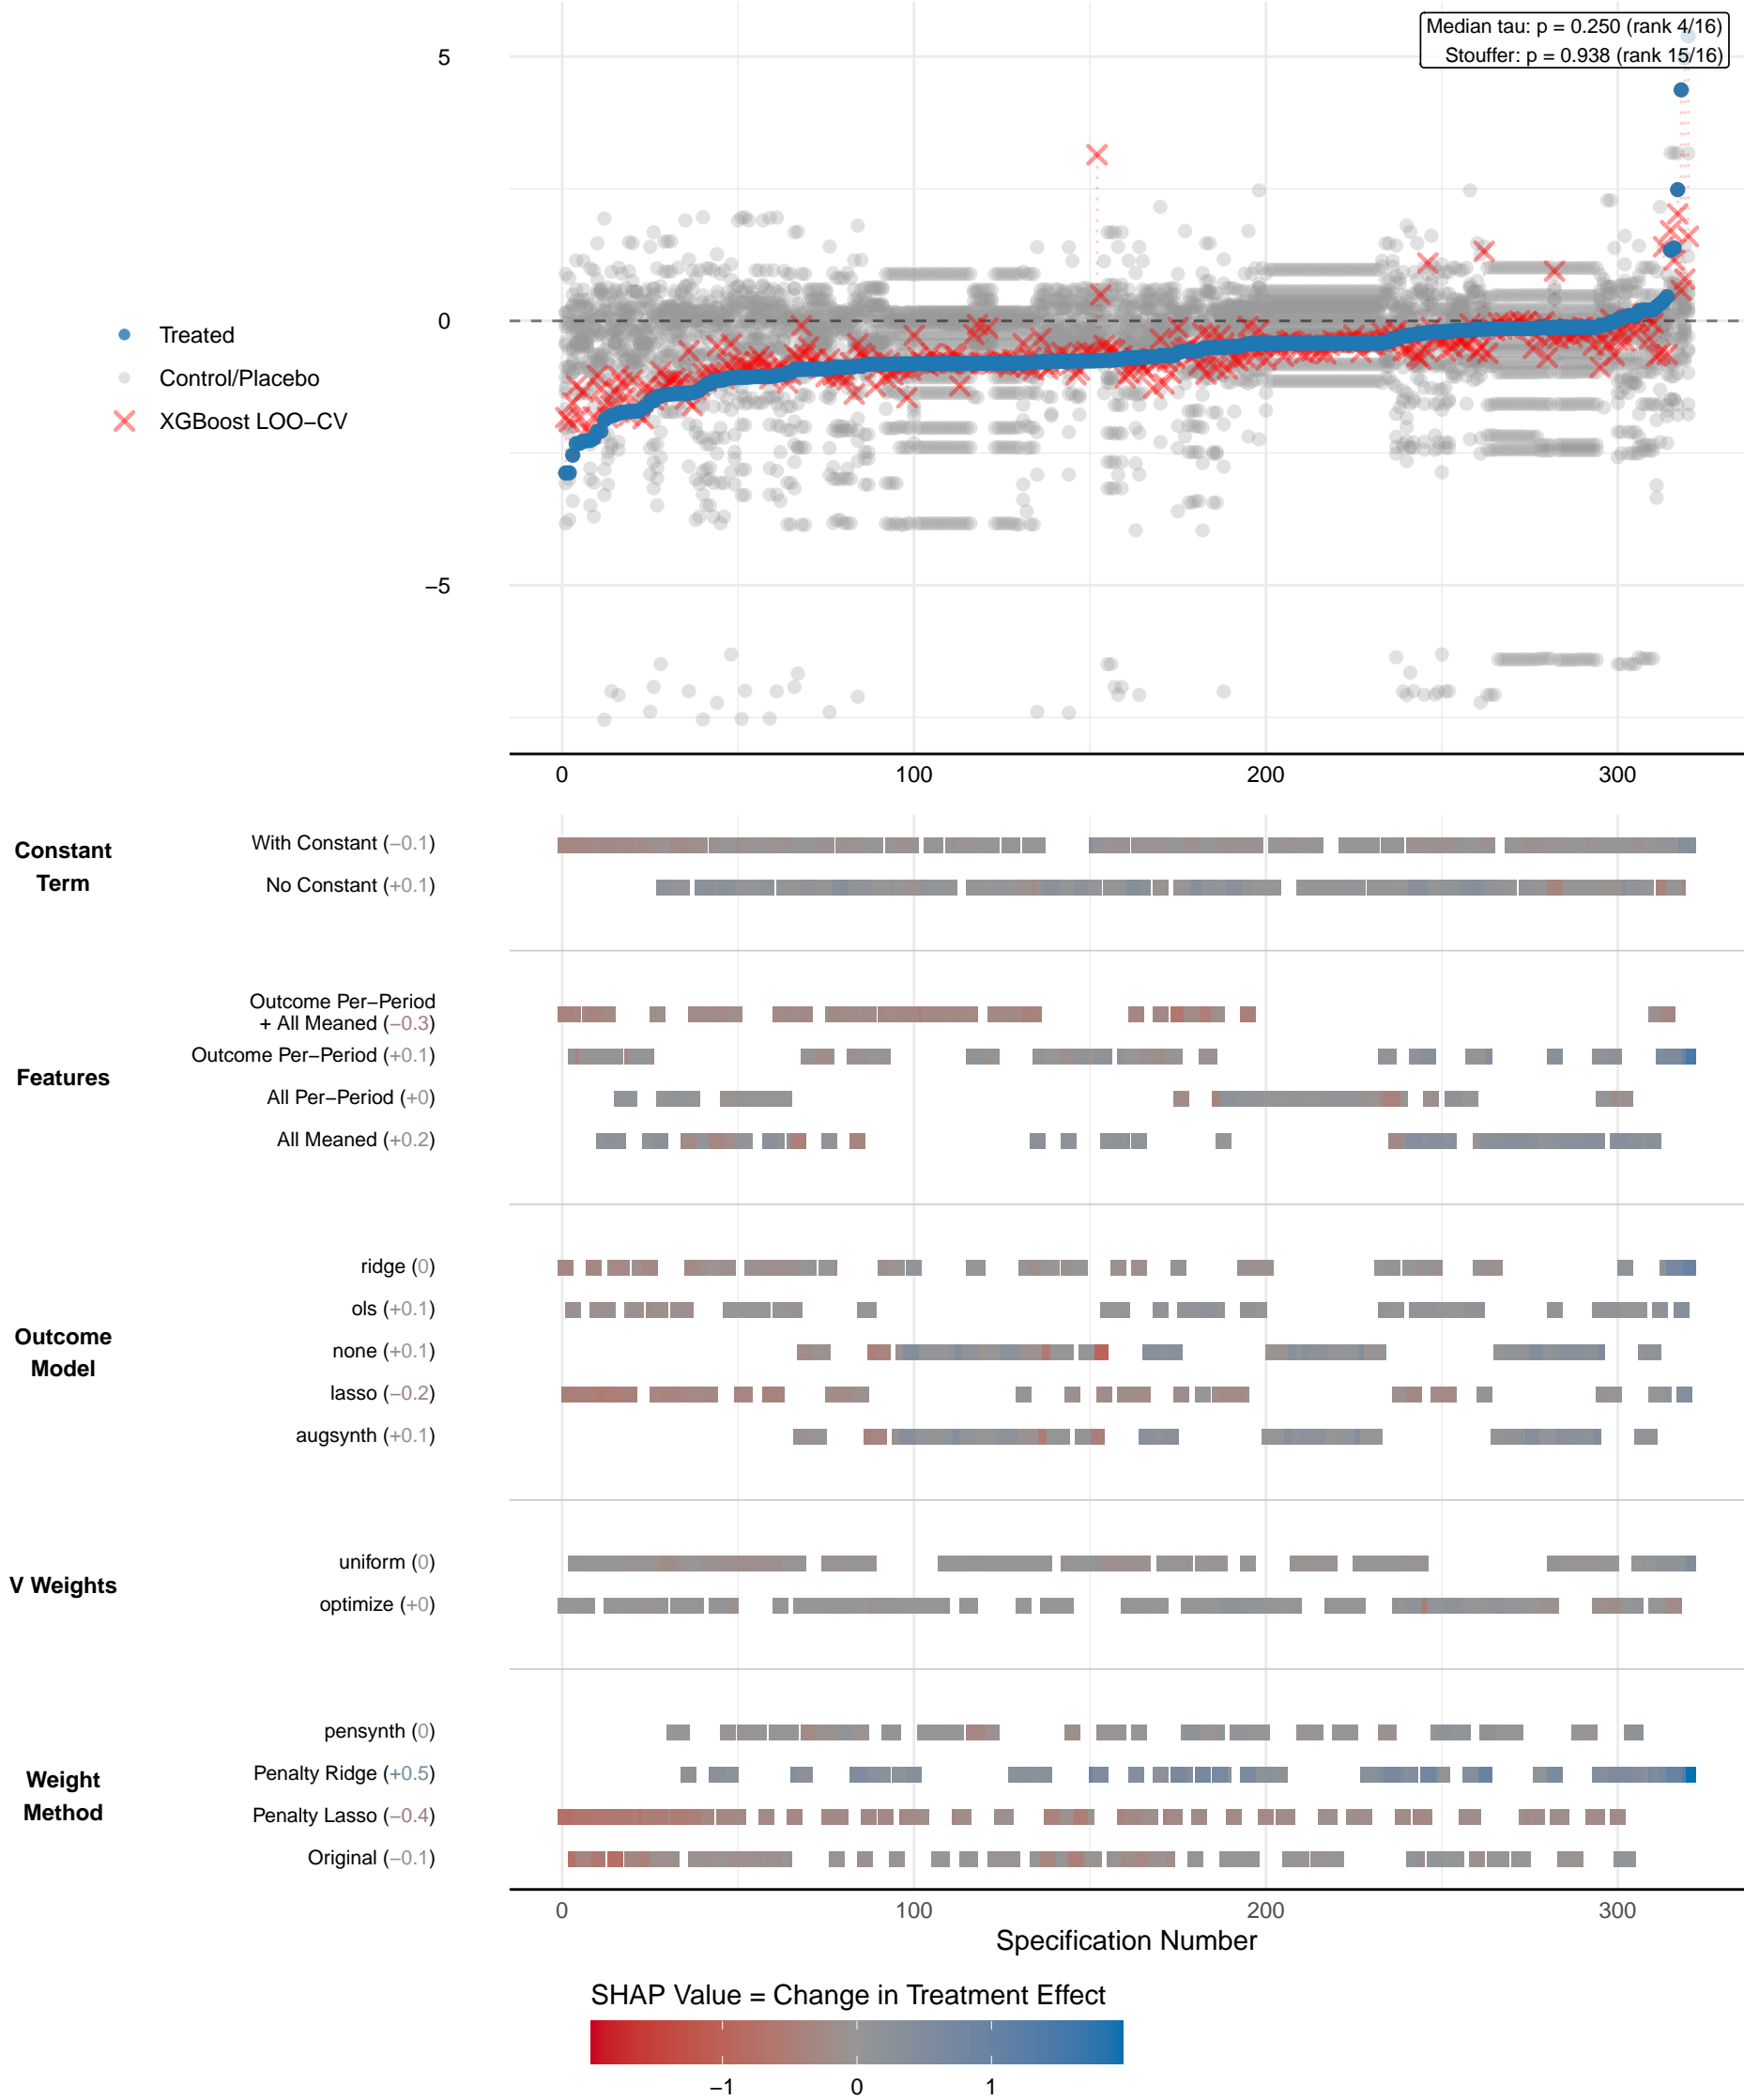 Median tau: p = 0.250 (rank 4/16)
Stouffer: p = 0.938 (rank 15/16)
5
0
−5
Treated
Control/Placebo
XGBoost LOO−CV
0
100
200
300
Constant
Term
With Constant (−0.1)
No Constant (+0.1)
Features
Outcome Per−Period
+ All Meaned (−0.3)
Outcome Per−Period (+0.1)
All Per−Period (+0)
All Meaned (+0.2)
Outcome
Model
ridge (0)
ols (+0.1)
none (+0.1)
lasso (−0.2)
augsynth (+0.1)
V Weights
uniform (0)
optimize (+0)
Weight
Method
pensynth (0)
Penalty Ridge (+0.5)
Penalty Lasso (−0.4)
Original (−0.1)
0
100
200
300
Specification Number
SHAP Value = Change in Treatment Effect
−1
0
1